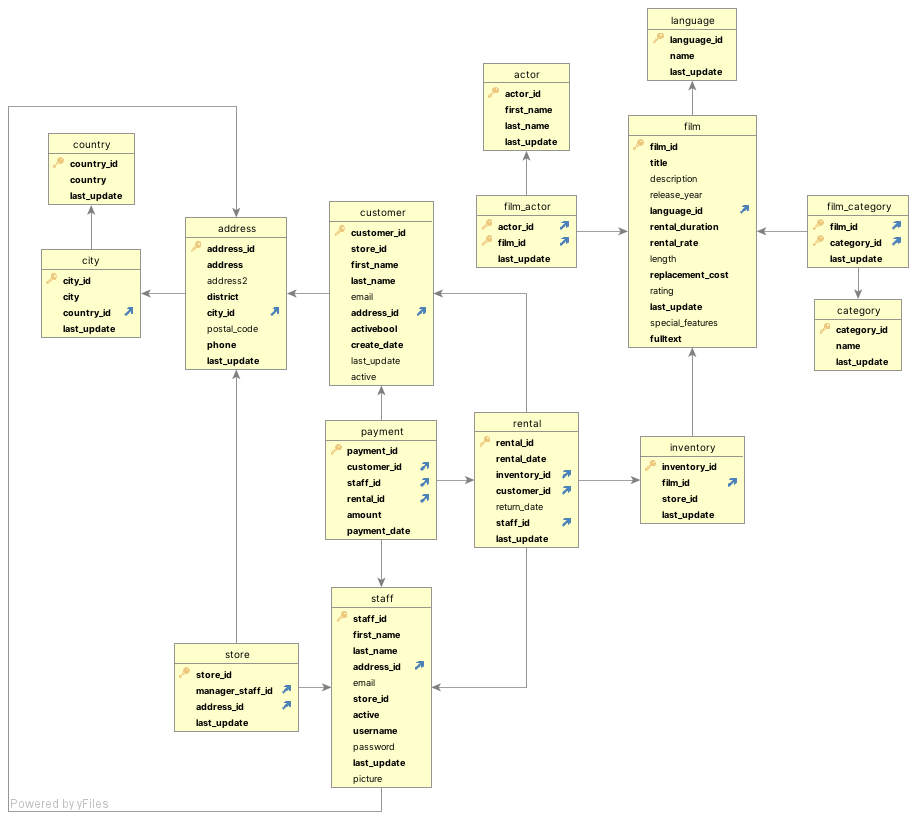 language
language_id
name
last_update
actor
actor_id
first_name
last_name
last_update
film
film_id
title
description
release_year
language_id
rental_duration
rental_rate
length
replacement_cost
rating
last_update
special_features
fulltext
country
country_id
country
last_update
film_actor
actor_id
film_id
last_update
film_category
film_id
category_id
last_update
customer
customer_id
store_id
first_name
last_name
email
address_id
activebool
create_date
last_update
active
address
address_id
address
address2
district
city_id
postal_code
phone
last_update
city
city_id
city
country_id
last_update
category
category_id
name
last_update
payment
payment_id
customer_id
staff_id
rental_id
amount
payment_date
rental
rental_id
rental_date
inventory_id
customer_id
return_date
staff_id
last_update
inventory
inventory_id
film_id
store_id
last_update
staff
staff_id
first_name
last_name
address_id
email
store_id
active
username
password
last_update
picture
store
store_id
manager_staff_id
address_id
last_update
Powered by yFiles